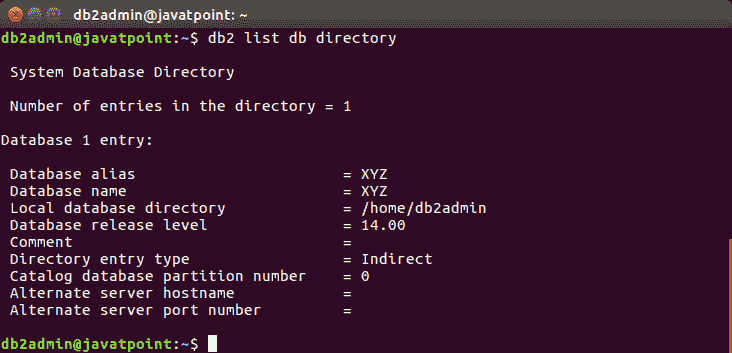 db2admin@javatpoint: ~
db2admin@javatpoint:~$ db2 list db directory
System Database Directory
Number of entries in the directory = 1
Database 1 entry:
Database alias = XYZ
Database name = XYZ
Local database directory = /home/db2admin
Database release level = 14.00
Comment =
Directory entry type = Indirect
Catalog database partition number = 0
Alternate server hostname =
Alternate server port number =
db2admin@javatpoint:~$